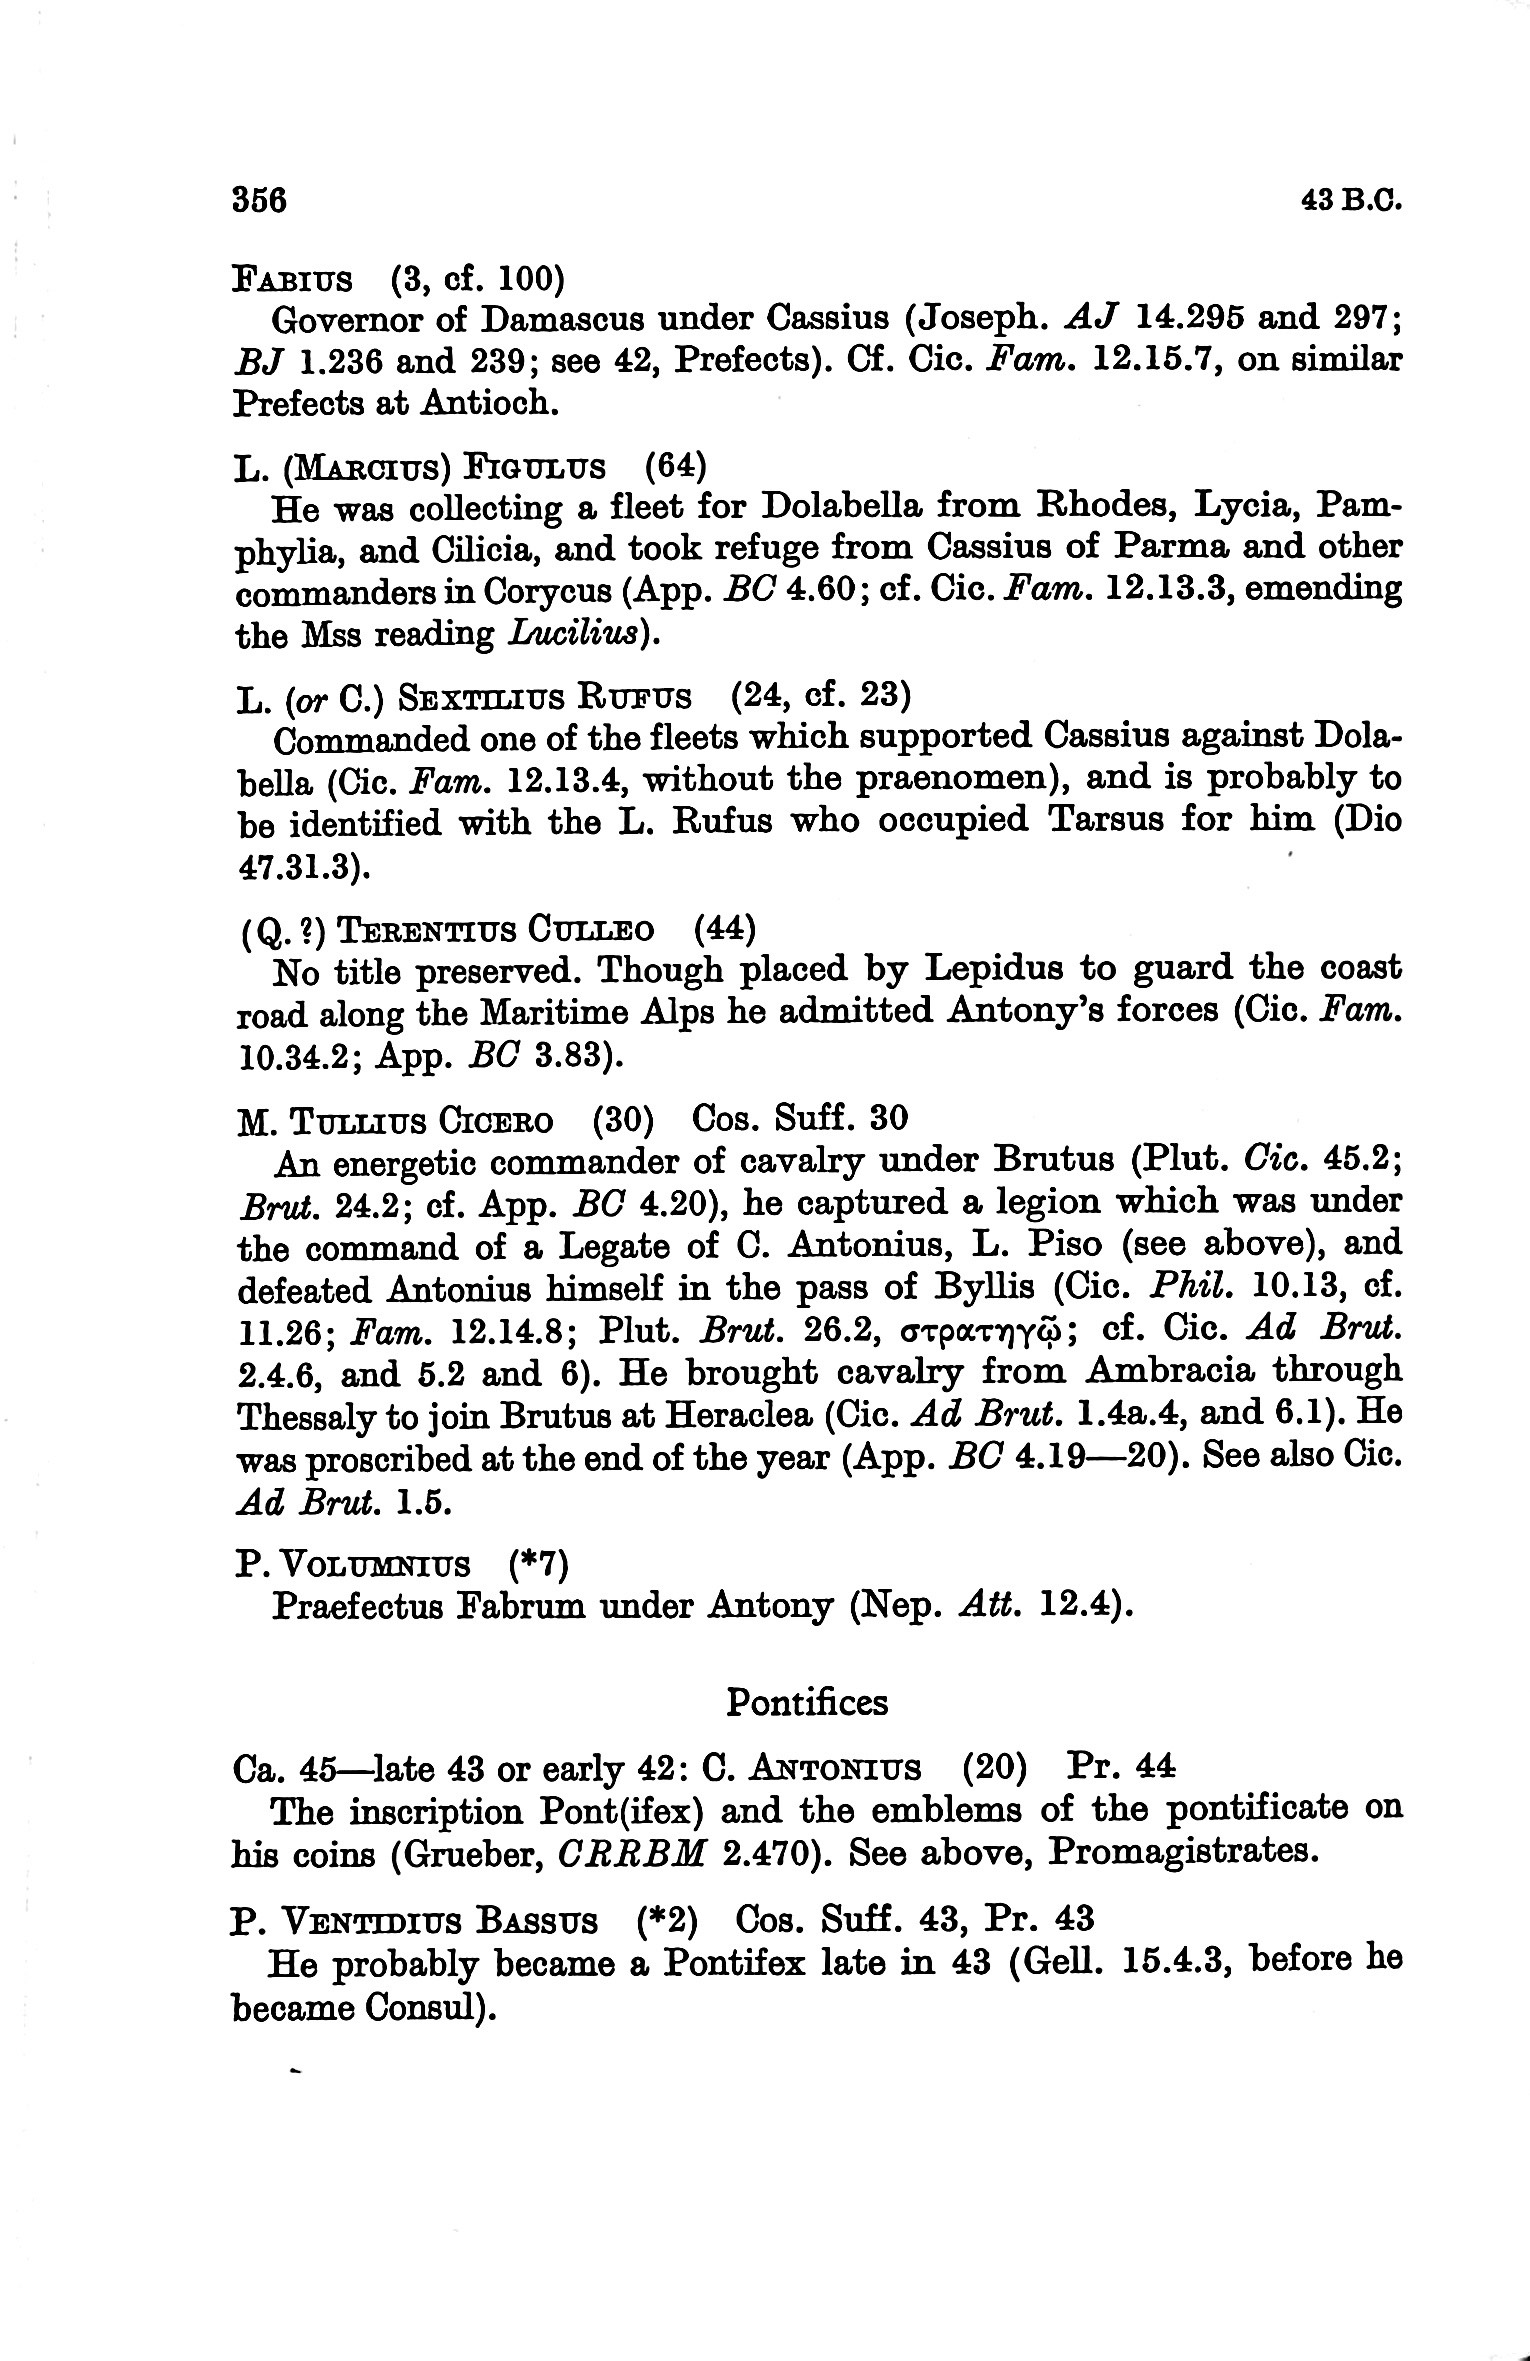 356 43 B.C.
FABIUS (3, cf. 100)
Governor of Damascus under Cassius (Joseph. AJ 14.295 and 297;
BJ 1.236 and 239; see 42, Prefects). Cf. Cic. Fam. 12.15.7, on similar
Prefects at Antioch.
L. (MARCIUS) FIGULUS (64)
He was collecting a fleet for Dolabella from Rhodes, Lycia, Pam-
phylia, and Cilicia, and took refuge from Cassius of Parma and other
commanders in Corycus (App. BC 4.60; cf. Cic. Fam. 12.13.3, emending
the Mss reading Lucilius).
L. (or C.) SEXTILIUS RUFUS (24, cf. 23)
Commanded one of the fleets which supported Cassius against Dola-
bella (Cic. Fam. 12.13.4, without the praenomen), and is probably to
be identified with the L. Rufus who occupied Tarsus for him (Dio
47.31.3).
(Q. ?) TERENTIUS CULLEO (44)
No title preserved. Though placed by Lepidus to guard the coast
road along the Maritime Alps he admitted Antony's forces (Cic. Fam.
10.34.2; App. BC 3.83).
M. TULLIUS CICERO (30) Cos. Suff. 30
An energetic commander of cavalry under Brutus (Plut. Cic. 45.2;
Brut. 24.2; cf. App. BC 4.20), he captured a legion which was under
the command of a Legate of C. Antonius, L. Piso (see above), and
defeated Antonius himself in the pass of Byllis (Cic. Phil. 10.13, cf.
11.26; Fam. 12.14.8; Plut. Brut. 26.2, στρατηγῷ; cf. Cic. Ad Brut.
2.4.6, and 5.2 and 6). He brought cavalry from Ambracia through
Thessaly to join Brutus at Heraclea (Cic. Ad Brut. 1.4a.4, and 6.1). He
was proscribed at the end of the year (App. BC 4.19—20). See also Cic.
Ad Brut. 1.5.
P. VOLUMNIUS (*7)
Praefectus Fabrum under Antony (Nep. Att. 12.4).
Pontifices
Ca. 45—late 43 or early 42: C. ANTONIUS (20) Pr. 44
The inscription Pont(ifex) and the emblems of the pontificate on
his coins (Grueber, CRRBM 2.470). See above, Promagistrates.
P. VENTIDIUS BASSUS (*2) Cos. Suff. 43, Pr. 43
He probably became a Pontifex late in 43 (Gell. 15.4.3, before he
became Consul).